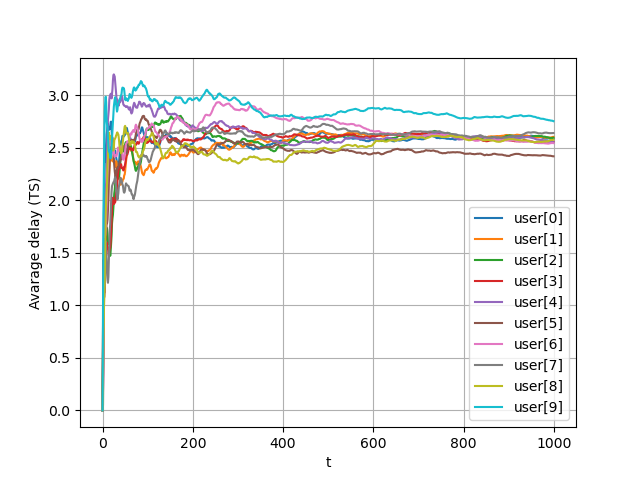 3.0
2.5
2.0
1.5
1.0
0.5
0.0
Avarage delay (TS)
user[0]
user[1]
user[2]
user[3]
user[4]
user[5]
user[6]
user[7]
user[8]
user[9]
0 200 400 600 800 1000
t